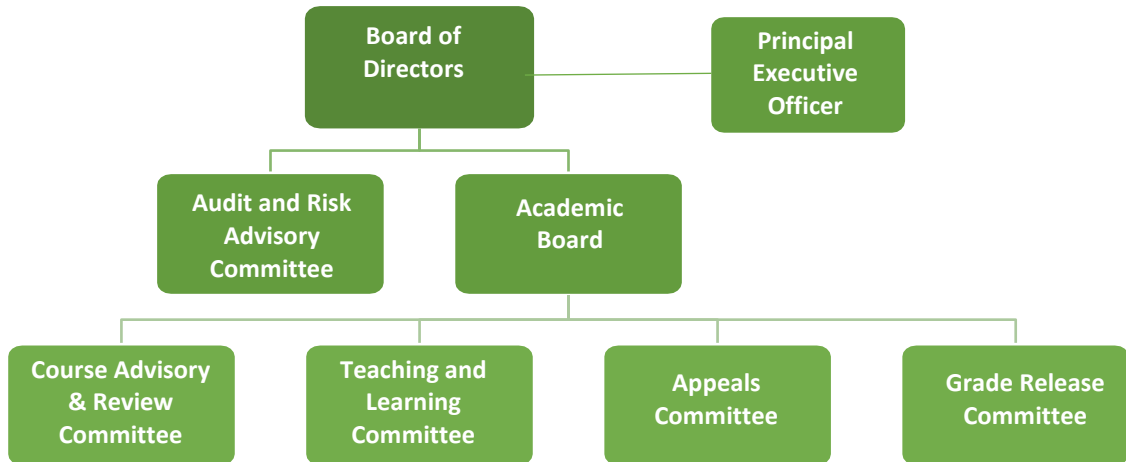 Board of
Directors
Principal
Executive
Officer
Audit and Risk
Advisory
Committee
Academic
Board
Course Advisory
& Review
Committee
Teaching and
Learning
Committee
Appeals
Committee
Grade Release
Committee